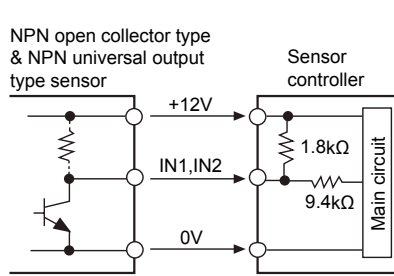 NPN open collector type
& NPN universal output
type sensor
Sensor
controller
+12V
1.8kΩ
IN1,IN2
9.4kΩ
0V
Main circuit